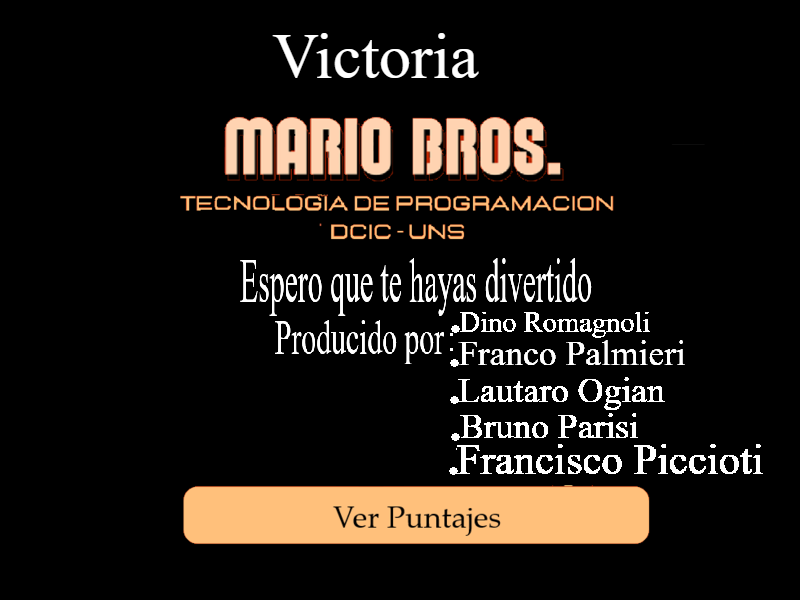 Victoria
MARIO BROS.
TECNOLOGIA DE PROGRAMACION
DCIC - UNS
Espero que te hayas divertido
Producido por :
.Dino Romagnoli
.Franco Palmieri
.Lautaro Ogian
.Bruno Parisi
.Francisco Piccioti
Ver Puntajes